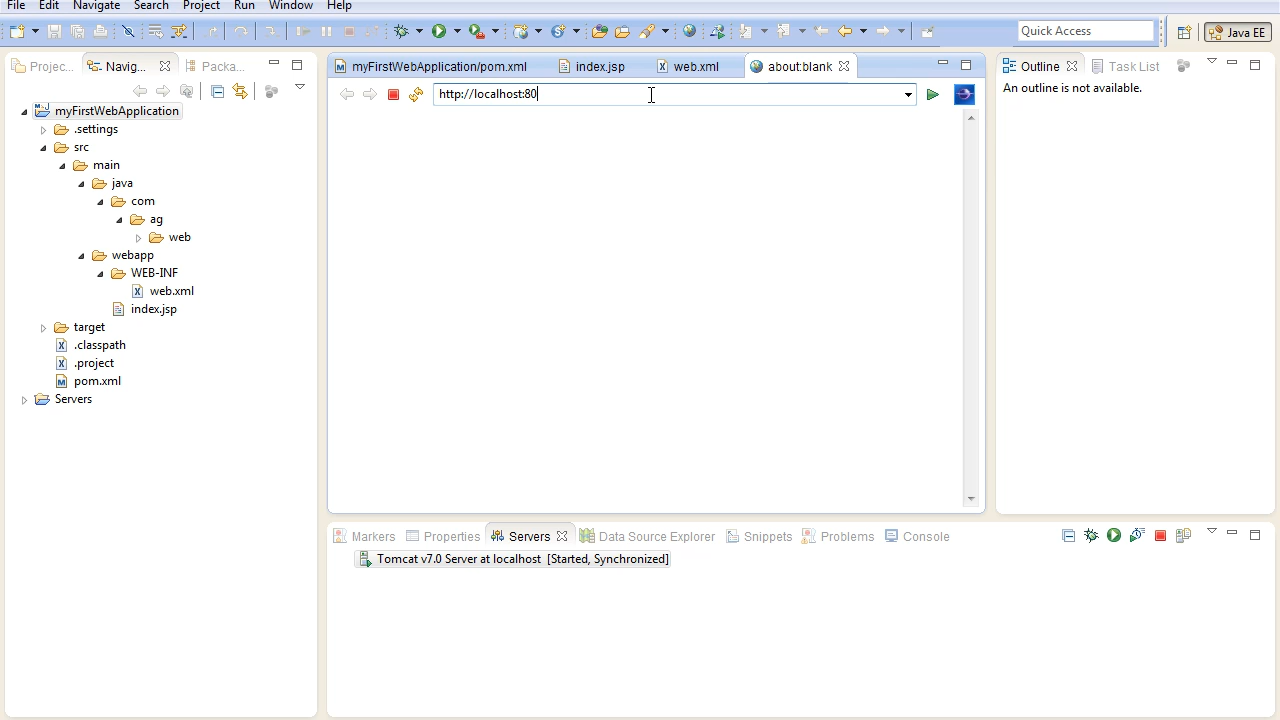 File Edit Navigate Search Project Run Window Help
Quick Access
Java EE
Projec...
Navig...
Packa...
myFirstWebApplication
.settings
src
main
java
com
ag
web
webapp
WEB-INF
web.xml
index.jsp
target
.classpath
.project
pom.xml
Servers
myFirstWebApplication/pom.xml
index.jsp
web.xml
about:blank
http://localhost:80
Outline
Task List
An outline is not available.
Markers
Properties
Servers
Data Source Explorer
Snippets
Problems
Console
Tomcat v7.0 Server at localhost [Started, Synchronized]